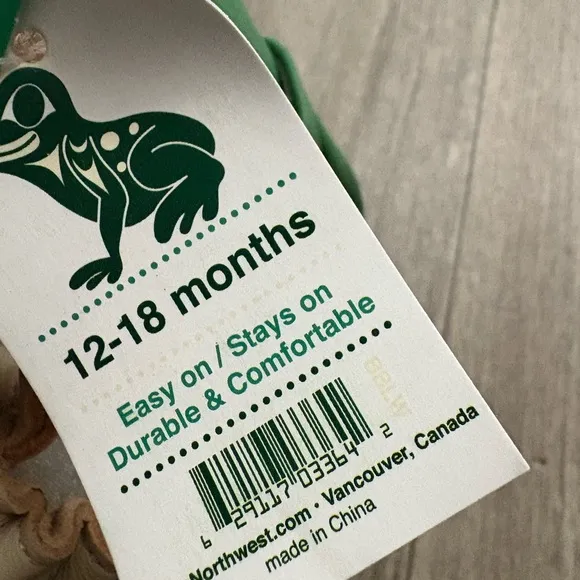 12-18 months
Easy on / Stays on
Durable & Comfortable
6 29117 03364 2
Northwest.com • Vancouver, Canada
made in China